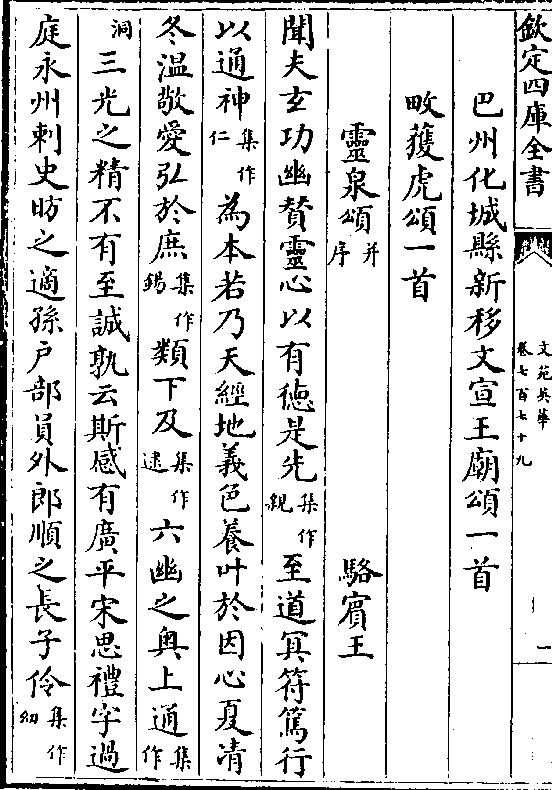 欽定四庫全書
文苑英華
卷七百七十九
一
巴州化城縣新移文宣王廟頌一首
畋獲虎頌一首
靈泉頌并序 駱賓王
聞夫玄功幽贊靈心以有德是先集作親至道冥符篤行
以通神集作仁為本若乃天經地義色養叶於因心夏凊
冬溫敬愛弘於庶集作錫類下及集作逮六幽之奥上通集作
洞三光之精不有至誠孰云斯感有廣平宋思禮字過
庭永州刺史昉之適孫戶部員外郎順之長子伶集作幼